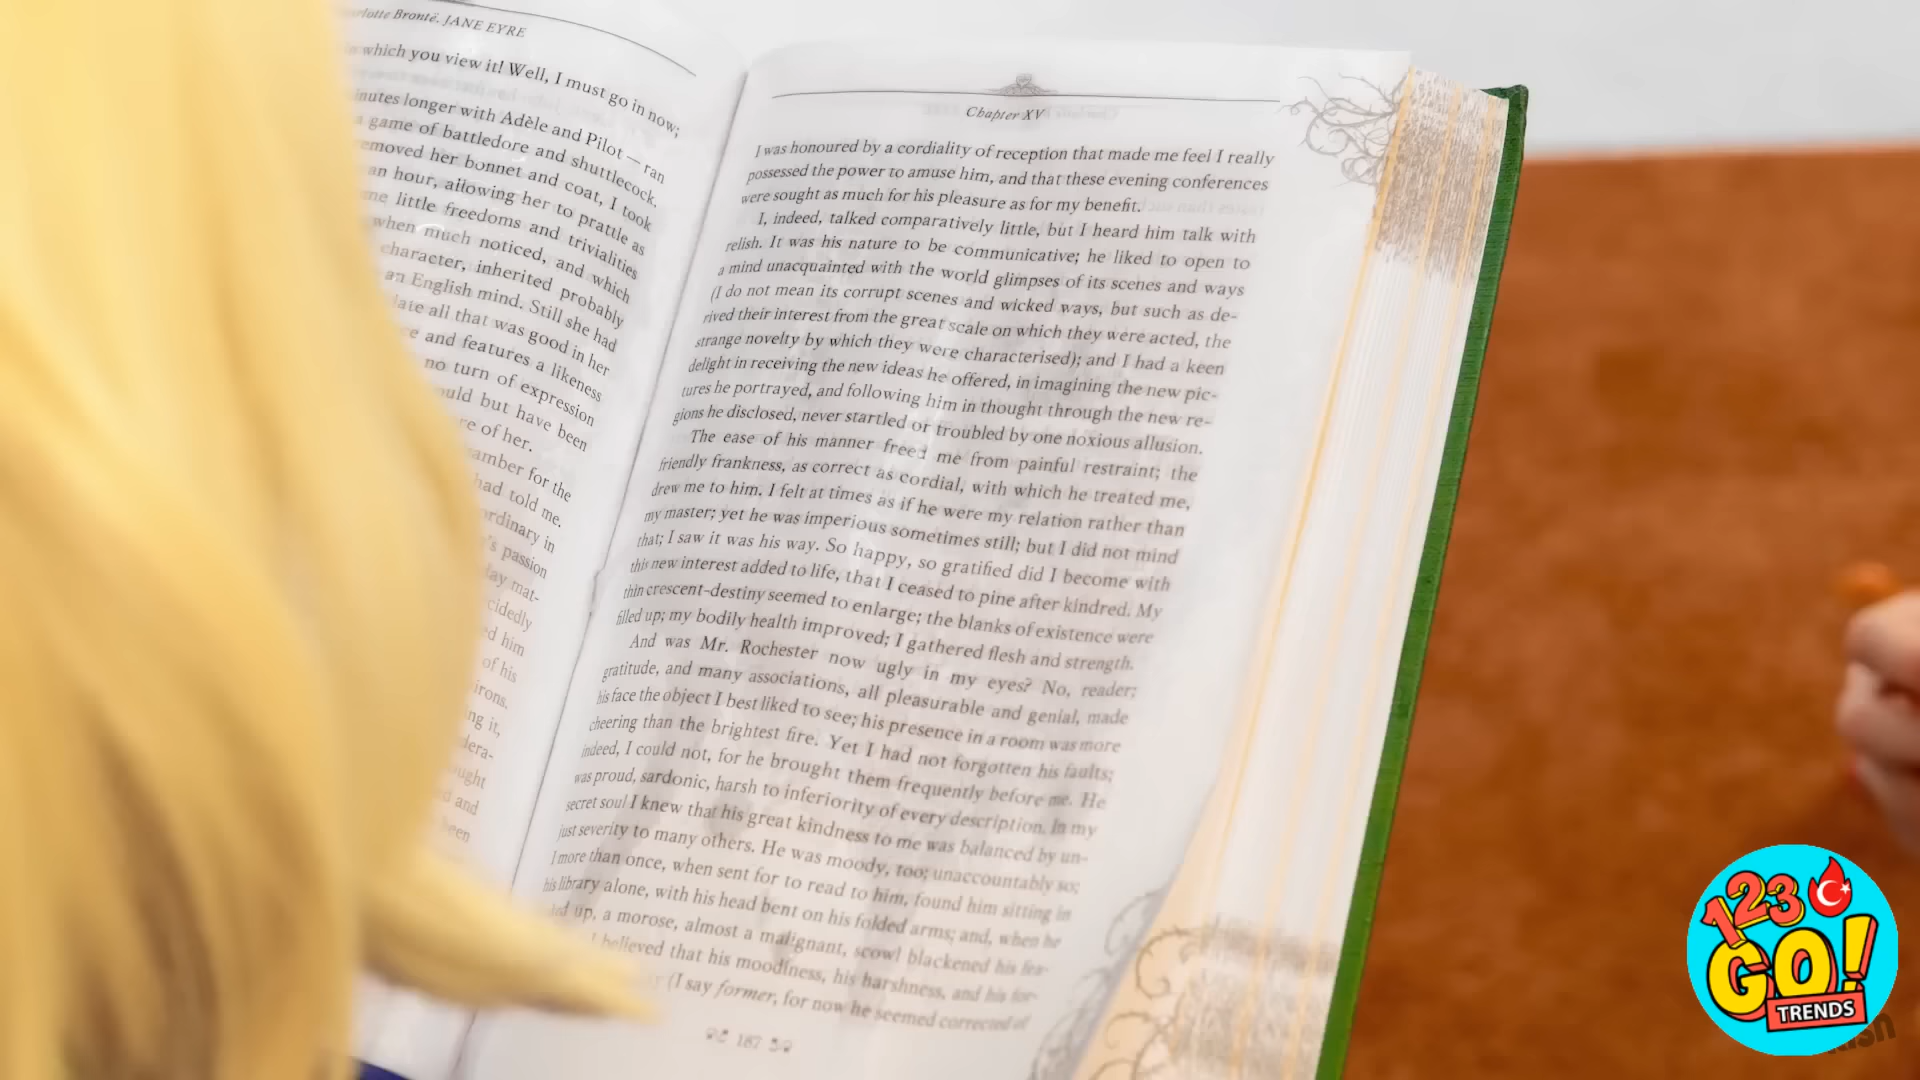 Charlotte Brontë. JANE EYRE
in which you view it! Well, I must go in now;
minutes longer with Adèle and Pilot — ran
a game of battledore and shuttlecock.
removed her bonnet and coat, I took
an hour, allowing her to prattle as
little freedoms and trivialities
when much noticed, and which
character, inherited probably
an English mind. Still she had
all that was good in her
and features a likeness
no turn of expression
but have been
of her.
for the
had told me.
in
passion
him
of his
irons.
it,
and
Chapter XV
I was honoured by a cordiality of reception that made me feel I really
possessed the power to amuse him, and that these evening conferences
were sought as much for his pleasure as for my benefit.
I, indeed, talked comparatively little, but I heard him talk with
relish. It was his nature to be communicative; he liked to open to
a mind unacquainted with the world glimpses of its scenes and ways
(I do not mean its corrupt scenes and wicked ways, but such as de-
rived their interest from the great scale on which they were acted, the
strange novelty by which they were characterised); and I had a keen
delight in receiving the new ideas he offered, in imagining the new pic-
tures he portrayed, and following him in thought through the new re-
gions he disclosed, never startled or troubled by one noxious allusion.
The ease of his manner freed me from painful restraint; the
friendly frankness, as correct as cordial, with which he treated me,
drew me to him. I felt at times as if he were my relation rather than
my master; yet he was imperious sometimes still; but I did not mind
that; I saw it was his way. So happy, so gratified did I become with
this new interest added to life, that I ceased to pine after kindred. My
thin crescent-destiny seemed to enlarge; the blanks of existence were
filled up; my bodily health improved; I gathered flesh and strength.
And was Mr. Rochester now ugly in my eyes? No, reader;
gratitude, and many associations, all pleasurable and genial, made
his face the object I best liked to see; his presence in a room was more
cheering than the brightest fire. Yet I had not forgotten his faults;
indeed, I could not, for he brought them frequently before me. He
was proud, sardonic, harsh to inferiority of every description. In my
secret soul I knew that his great kindness to me was balanced by un-
just severity to many others. He was moody, too; unaccountably so;
I more than once, when sent for to read to him, found him sitting in
his library alone, with his head bent on his folded arms; and, when he
up, a morose, almost a malignant, scowl blackened his fea-
I believed that his moodiness, his harshness, and his for-
(I say former, for now he seemed corrected of
187
123
GO!
TRENDS